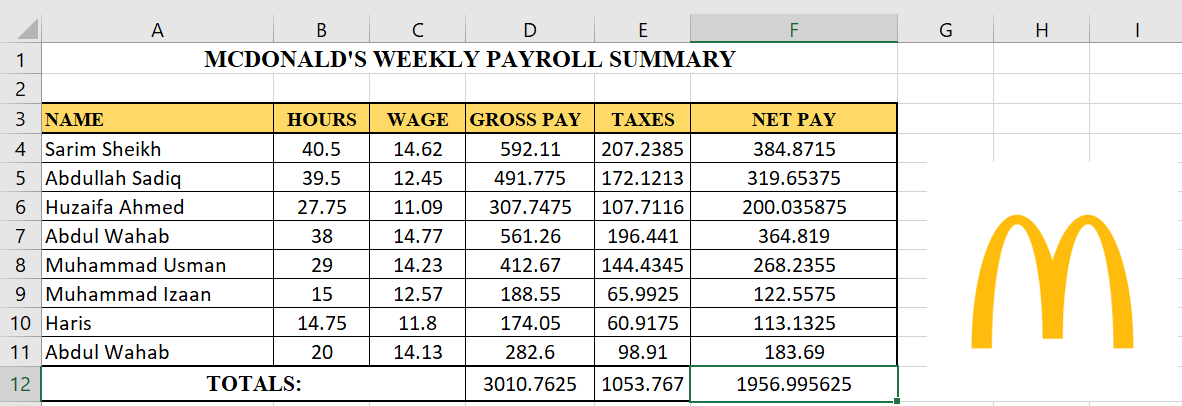 A B C D E F G H I
1 MCDONALD'S WEEKLY PAYROLL SUMMARY
2
3 NAME HOURS WAGE GROSS PAY TAXES NET PAY
4 Sarim Sheikh 40.5 14.62 592.11 207.2385 384.8715
5 Abdullah Sadiq 39.5 12.45 491.775 172.1213 319.65375
6 Huzaifa Ahmed 27.75 11.09 307.7475 107.7116 200.035875
7 Abdul Wahab 38 14.77 561.26 196.441 364.819
8 Muhammad Usman 29 14.23 412.67 144.4345 268.2355
9 Muhammad Izaan 15 12.57 188.55 65.9925 122.5575
10 Haris 14.75 11.8 174.05 60.9175 113.1325
11 Abdul Wahab 20 14.13 282.6 98.91 183.69
12 TOTALS: 3010.7625 1053.767 1956.995625